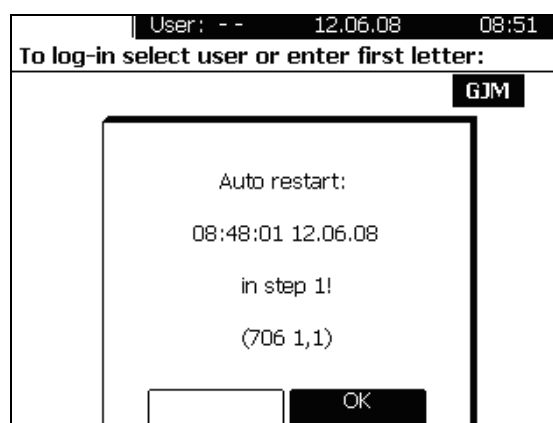 User: - - 12.06.08 08:51
To log-in select user or enter first letter:
GJM
Auto restart:
08:48:01 12.06.08
in step 1!
(706 1,1)
OK